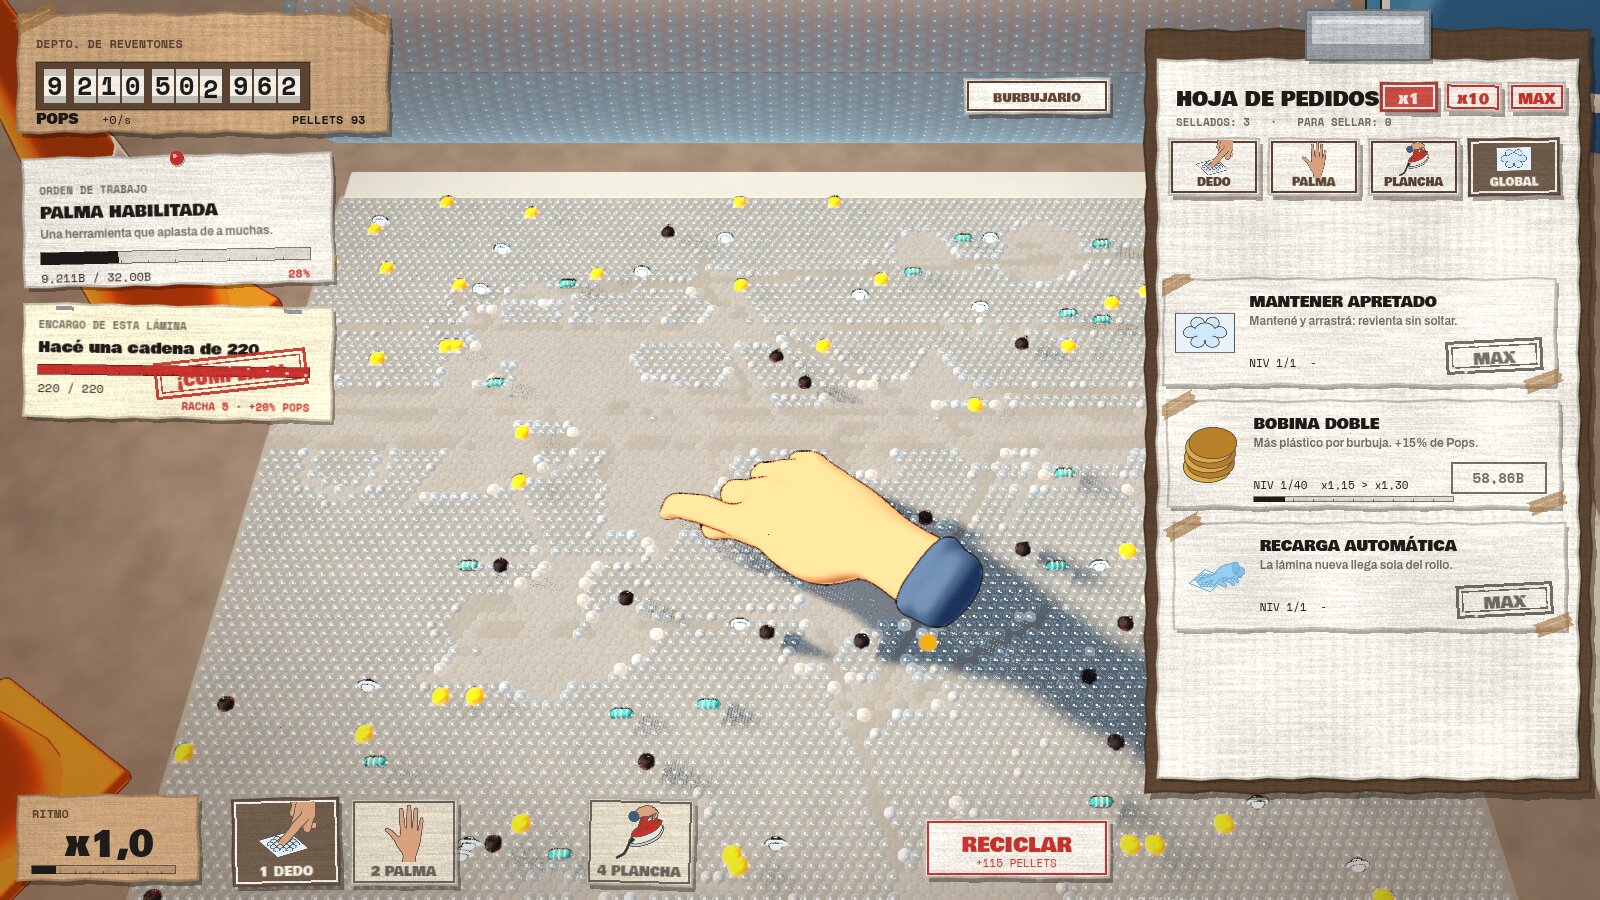 DEPTO. DE REVENTONES
9 210 502 962
POPS +0/s PELLETS 93
ORDEN DE TRABAJO
PALMA HABILITADA
Una herramienta que aplasta de a muchas.
9.211B / 32.00B 28%
ENCARGO DE ESTA LÁMINA
Hacé una cadena de 220
220 / 220
RACHA 5 · +20% POPS
RITMO
x1,0
1 DEDO
2 PALMA
4 PLANCHA
RECICLAR
+115 PELLETS
BURBUJARIO
HOJA DE PEDIDOS x1 x10 MAX
SELLADOS: 3 · PARA SELLAR: 0
DEDO PALMA PLANCHA GLOBAL
MANTENER APRETADO
Mantené y arrastrá: revienta sin soltar.
NIV 1/1 - MAX
BOBINA DOBLE
Más plástico por burbuja. +15% de Pops.
NIV 1/40 x1,15 > x1,30 58,86B
RECARGA AUTOMÁTICA
La lámina nueva llega sola del rollo.
NIV 1/1 - MAX